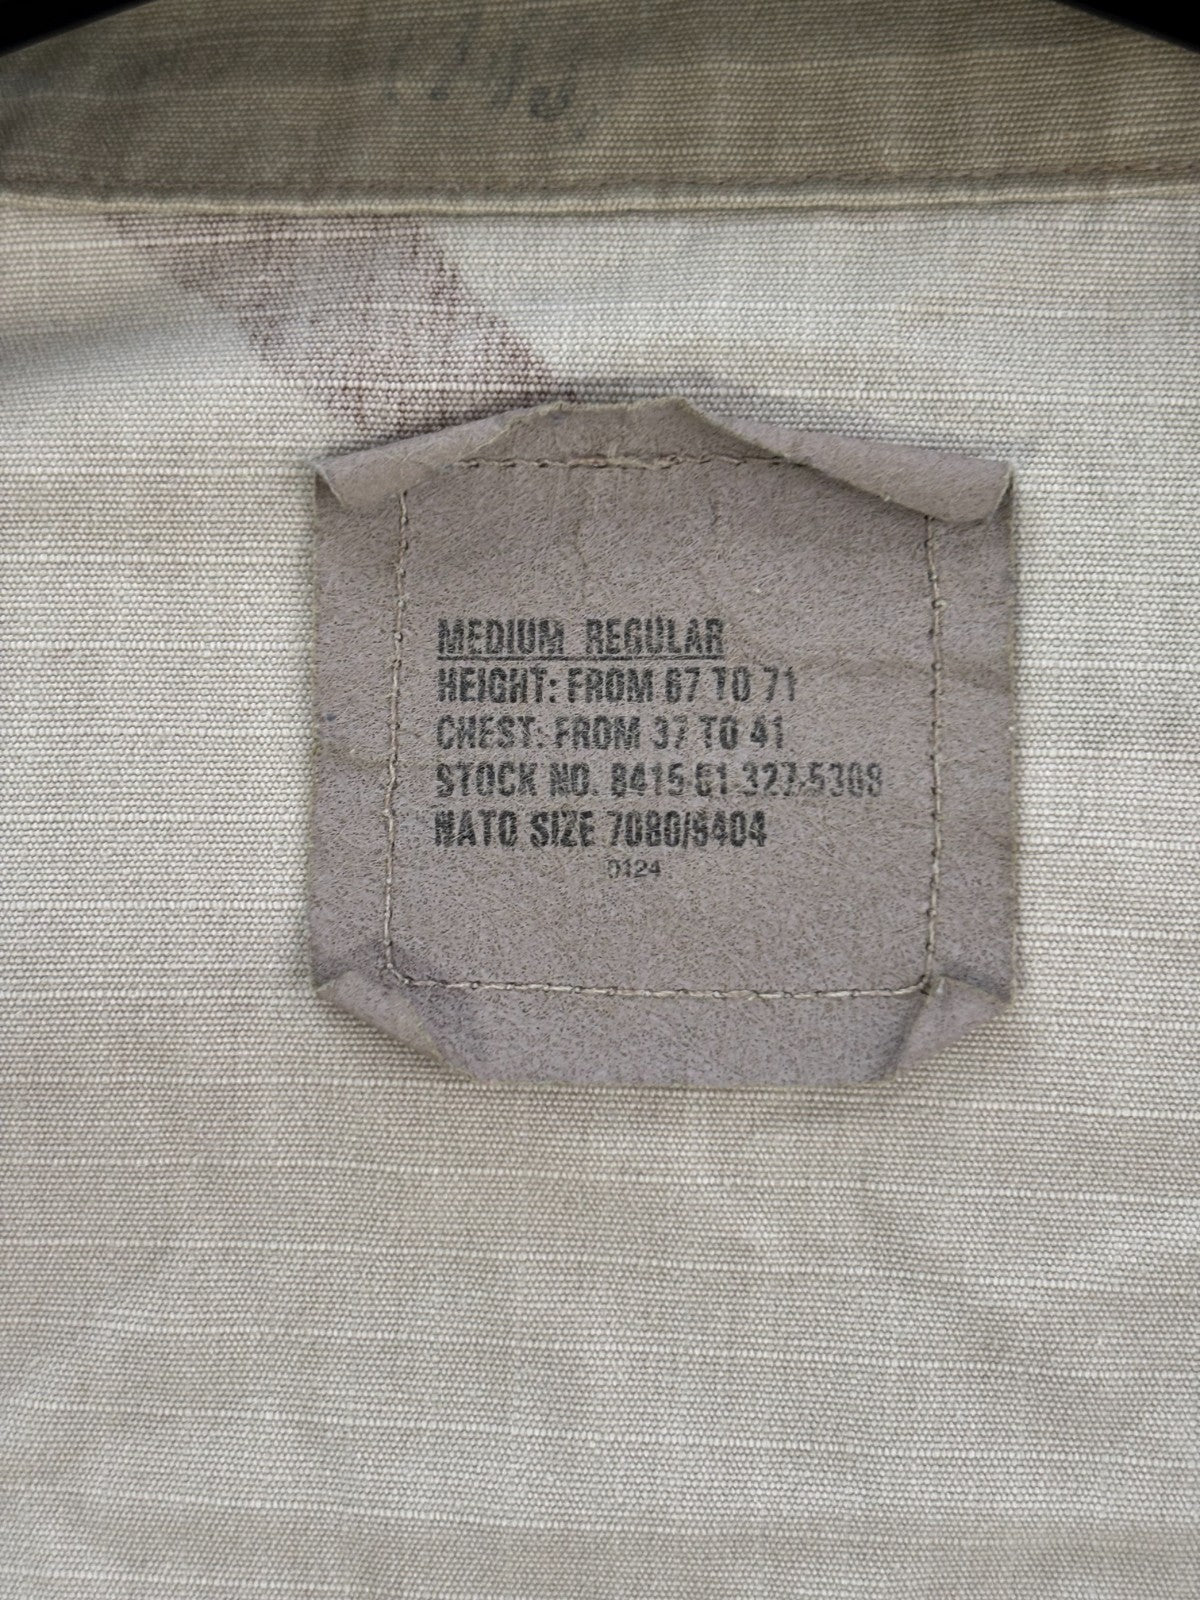 MEDIUM REGULAR
HEIGHT: FROM 67 TO 71
CHEST: FROM 37 TO 41
STOCK NO. 8415-01-327-5308
NATO SIZE 7080/9404
0124